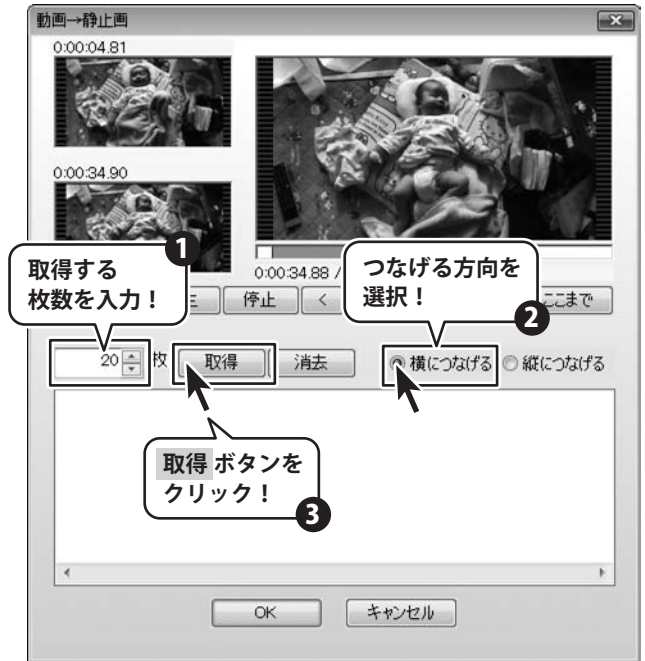 動画→静止画
0:00:04.81
0:00:34.90
1
取得する
枚数を入力！
0:00:34.88 /
つなげる方向を
選択！
2
停止 < ここまで
20 枚 取得 消去 横につなげる 縦につなげる
取得 ボタンを
クリック！
3
OK キャンセル